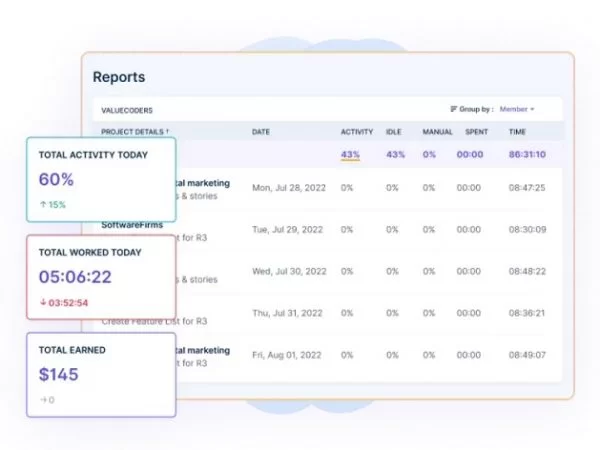 Reports
VALUECODERS
Group by : Member
PROJECT DETAILS ↑ DATE ACTIVITY IDLE MANUAL SPENT TIME
43% 43% 0% 00:00 86:31:10
tal marketing
s & stories
Mon, Jul 28, 2022 0% 0% 0% 00:00 08:47:25
SoftwareFirms
t for R3
Tue, Jul 29, 2022 0% 0% 0% 00:00 08:30:09
s & stories
Wed, Jul 30, 2022 0% 0% 0% 00:00 08:48:22
Create Feature List for R3
Thu, Jul 31, 2022 0% 0% 0% 00:00 08:36:21
tal marketing
t for R3
Fri, Aug 01, 2022 0% 0% 0% 00:00 08:49:07
TOTAL ACTIVITY TODAY
60%
↑ 15%
TOTAL WORKED TODAY
05:06:22
↓ 03:52:54
TOTAL EARNED
$145
→ 0